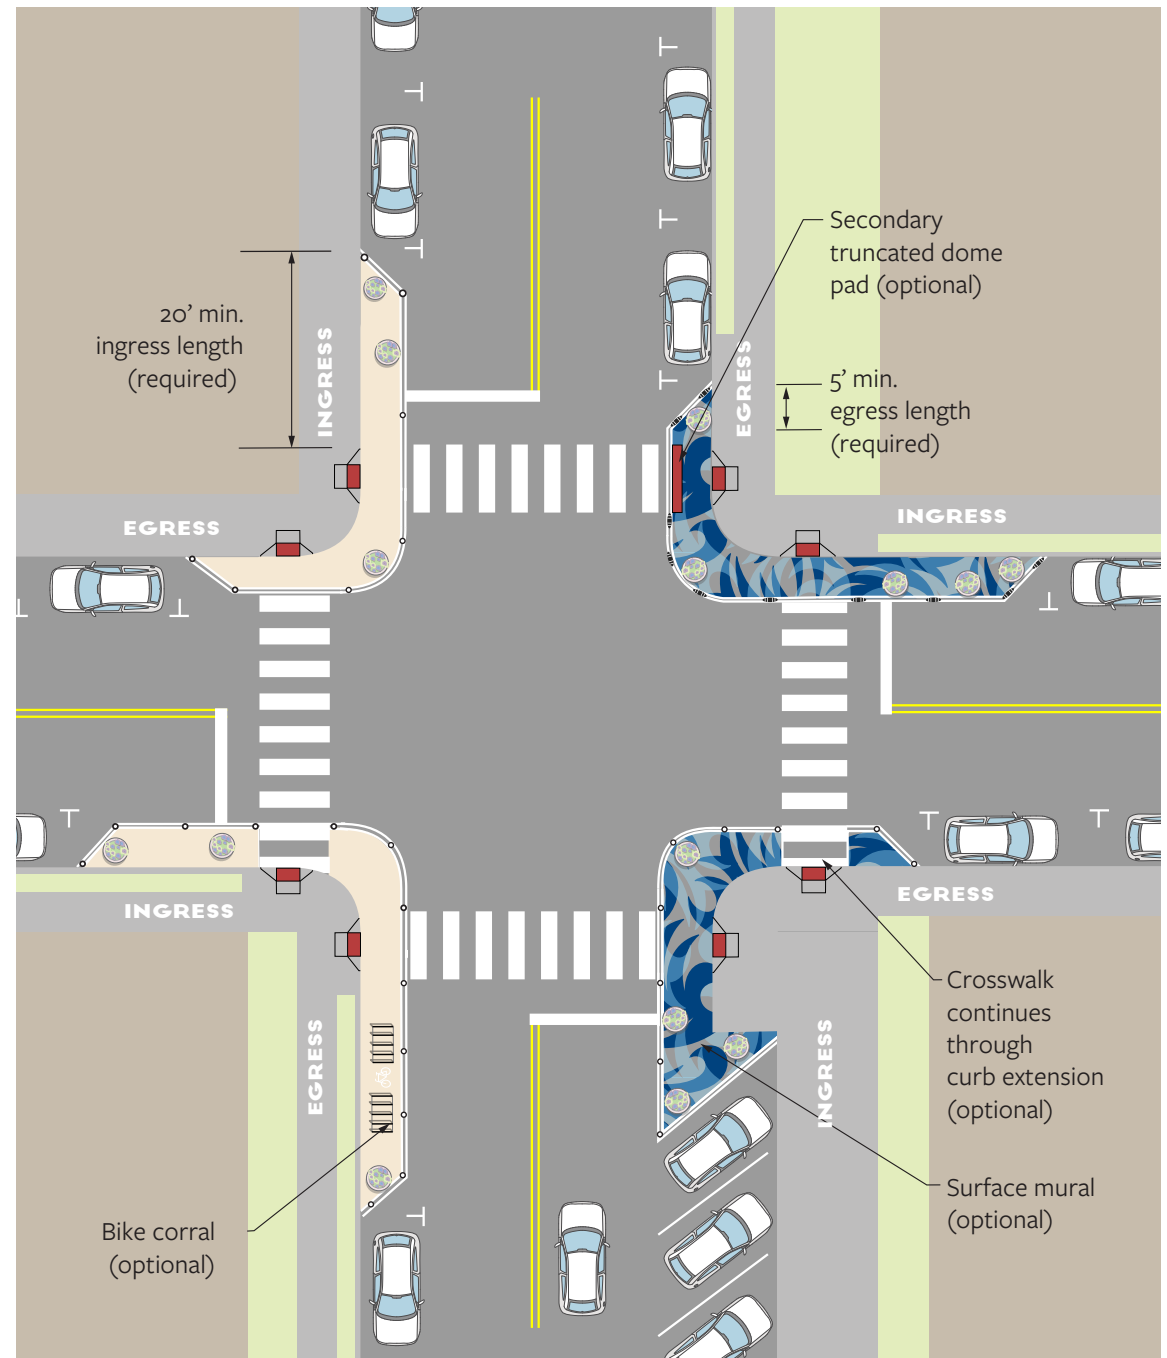 Secondary
truncated dome
pad (optional)
20’ min.
ingress length
(required)
INGRESS
EGRESS
5’ min.
egress length
(required)
EGRESS
INGRESS
INGRESS
EGRESS
Crosswalk
continues
through
curb extension
(optional)
EGRESS
INGRESS
Surface mural
(optional)
Bike corral
(optional)